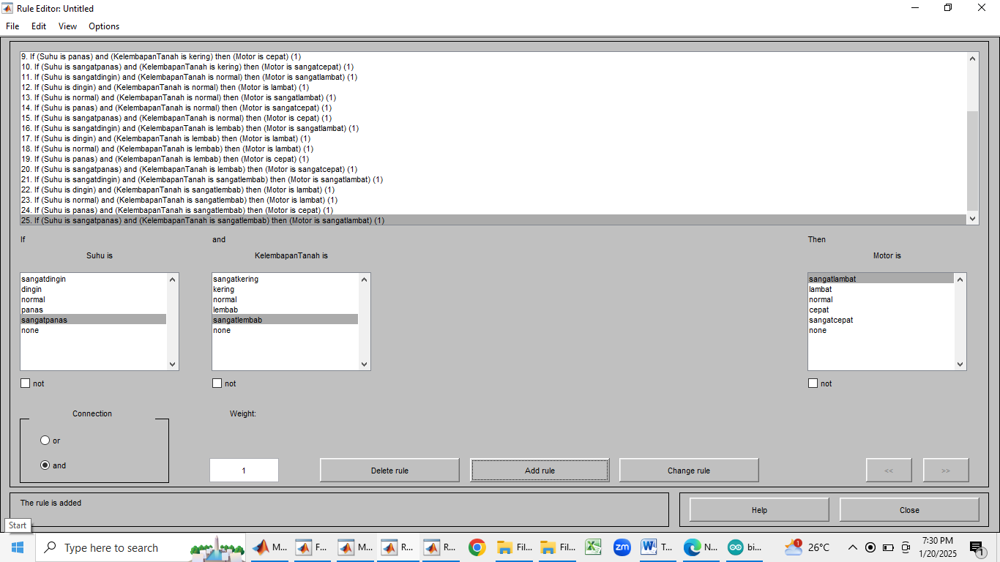 Rule Editor: Untitled
File Edit View Options
9. If (Suhu is panas) and (KelembapanTanah is kering) then (Motor is cepat) (1)
10. If (Suhu is sangatpanas) and (KelembapanTanah is kering) then (Motor is sangatcepat) (1)
11. If (Suhu is sangatdingin) and (KelembapanTanah is normal) then (Motor is sangatlambat) (1)
12. If (Suhu is dingin) and (KelembapanTanah is normal) then (Motor is lambat) (1)
13. If (Suhu is normal) and (KelembapanTanah is normal) then (Motor is sangatlambat) (1)
14. If (Suhu is panas) and (KelembapanTanah is normal) then (Motor is sangatcepat) (1)
15. If (Suhu is sangatpanas) and (KelembapanTanah is normal) then (Motor is cepat) (1)
16. If (Suhu is sangatdingin) and (KelembapanTanah is lembab) then (Motor is sangatlambat) (1)
17. If (Suhu is dingin) and (KelembapanTanah is lembab) then (Motor is lambat) (1)
18. If (Suhu is normal) and (KelembapanTanah is lembab) then (Motor is lambat) (1)
19. If (Suhu is panas) and (KelembapanTanah is lembab) then (Motor is cepat) (1)
20. If (Suhu is sangatpanas) and (KelembapanTanah is lembab) then (Motor is sangatcepat) (1)
21. If (Suhu is sangatdingin) and (KelembapanTanah is sangatlembab) then (Motor is sangatlambat) (1)
22. If (Suhu is dingin) and (KelembapanTanah is sangatlembab) then (Motor is lambat) (1)
23. If (Suhu is normal) and (KelembapanTanah is sangatlembab) then (Motor is lambat) (1)
24. If (Suhu is panas) and (KelembapanTanah is sangatlembab) then (Motor is cepat) (1)
25. If (Suhu is sangatpanas) and (KelembapanTanah is sangatlembab) then (Motor is sangatlambat) (1)
If and Then
Suhu is KelembapanTanah is Motor is
sangatdingin sangatkering sangatlambat
dingin kering lambat
normal normal normal
panas lembab cepat
sangatpanas sangatlembab sangatcepat
none none none
not not not
Connection Weight:
or
and 1 Delete rule Add rule Change rule << >>
The rule is added Help Close
Start
Type here to search M... F... M... R... R... Fil... Fil... zm T... N... bi... 1 26°C 7:30 PM
1/20/2025 1